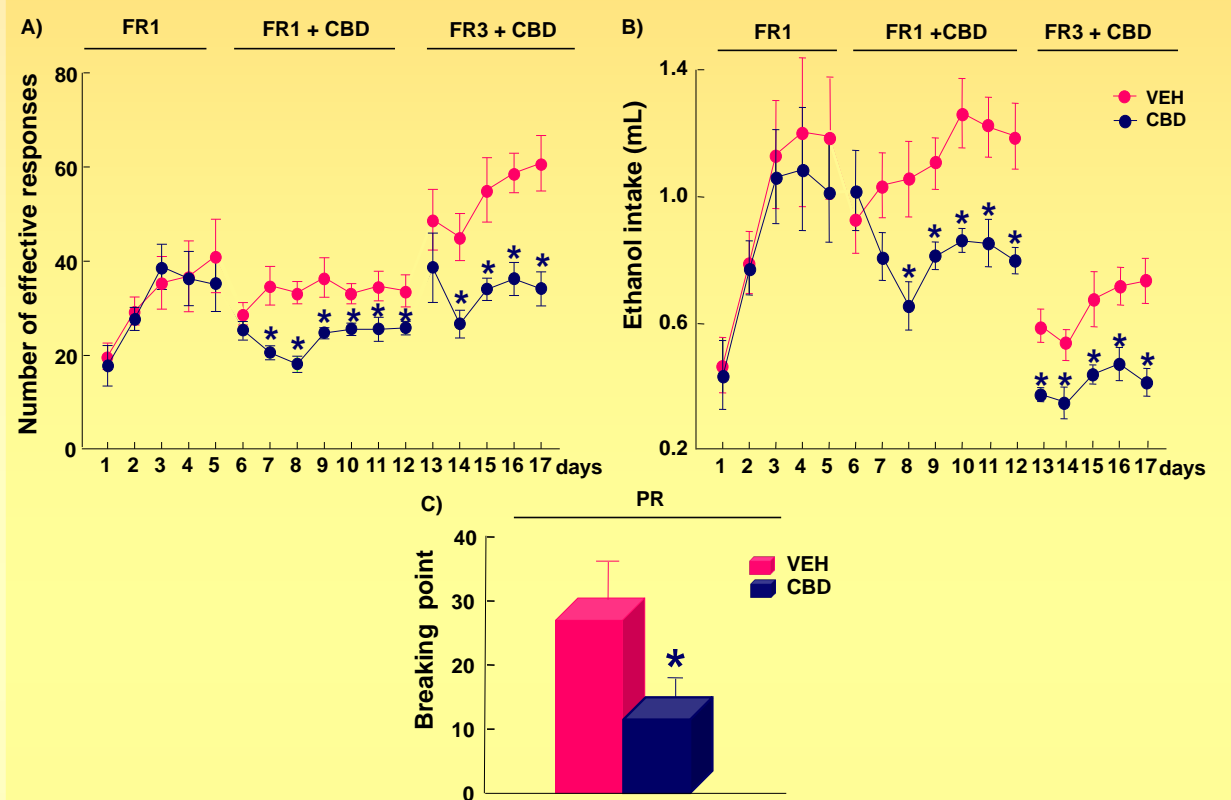 A)
FR1 FR1 + CBD FR3 + CBD
Number of effective responses
80
60
40
20
0
* * * * * * * * * *
1 2 3 4 5 6 7 8 9 10 11 12 13 14 15 16 17 days
B)
FR1 FR1 +CBD FR3 + CBD
Ethanol intake (mL)
1.4
1.0
0.6
0.2
VEH
CBD
* * * * * * * * * *
1 2 3 4 5 6 7 8 9 10 11 12 13 14 15 16 17 days
C)
PR
Breaking point
40
30
20
10
0
VEH
CBD
*